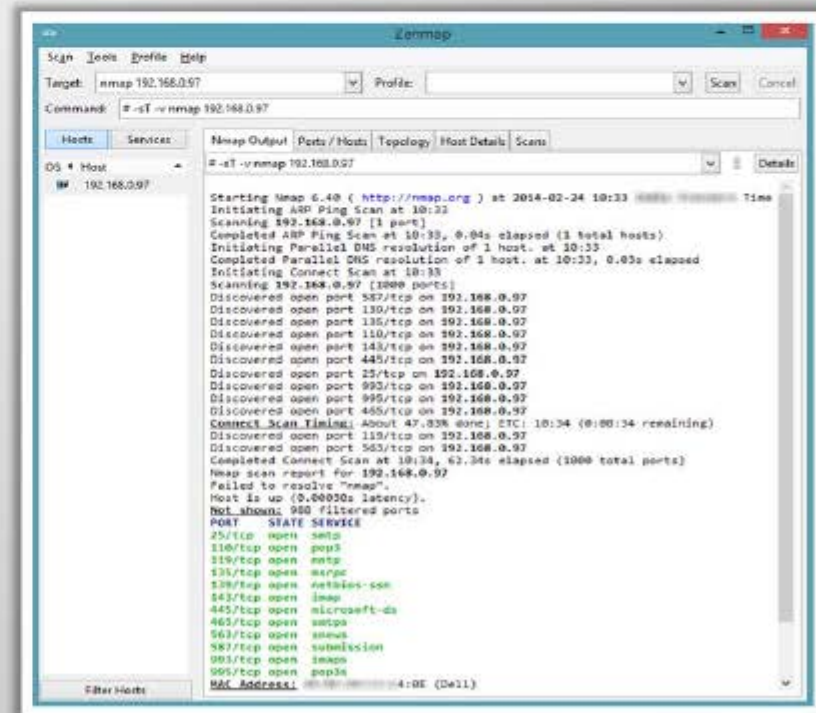 Zenmap
Scan Tools Profile Help
Target: nmap 192.168.0.97 Profile: Scan Cancel
Command: # -sT -v nmap 192.168.0.97
Hosts Services Nmap Output Ports / Hosts Topology Host Details Scans
OS Host # -sT -v nmap 192.168.0.97 Details
192.168.0.97
Starting Nmap 6.40 ( http://nmap.org ) at 2014-02-24 10:33 Time
Initiating ARP Ping Scan at 10:33
Scanning 192.168.0.97 [1 port]
Completed ARP Ping Scan at 10:33, 0.04s elapsed (1 total hosts)
Initiating Parallel DNS resolution of 1 host. at 10:33
Completed Parallel DNS resolution of 1 host. at 10:33, 0.03s elapsed
Initiating Connect Scan at 10:33
Scanning 192.168.0.97 [1000 ports]
Discovered open port 587/tcp on 192.168.0.97
Discovered open port 139/tcp on 192.168.0.97
Discovered open port 135/tcp on 192.168.0.97
Discovered open port 110/tcp on 192.168.0.97
Discovered open port 143/tcp on 192.168.0.97
Discovered open port 445/tcp on 192.168.0.97
Discovered open port 25/tcp on 192.168.0.97
Discovered open port 993/tcp on 192.168.0.97
Discovered open port 995/tcp on 192.168.0.97
Discovered open port 465/tcp on 192.168.0.97
Connect Scan Timing: About 47.83% done; ETC: 10:34 (0:00:34 remaining)
Discovered open port 119/tcp on 192.168.0.97
Discovered open port 563/tcp on 192.168.0.97
Completed Connect Scan at 10:34, 62.34s elapsed (1000 total ports)
Nmap scan report for 192.168.0.97
Failed to resolve "nmap".
Host is up (0.00030s latency).
Not shown: 988 filtered ports
PORT STATE SERVICE
25/tcp open smtp
110/tcp open pop3
119/tcp open nntp
135/tcp open msrpc
139/tcp open netbios-ssn
143/tcp open imap
445/tcp open microsoft-ds
465/tcp open smtps
563/tcp open snews
587/tcp open submission
993/tcp open imaps
995/tcp open pop3s
MAC Address: 4:0E (Dell)
Filter Hosts